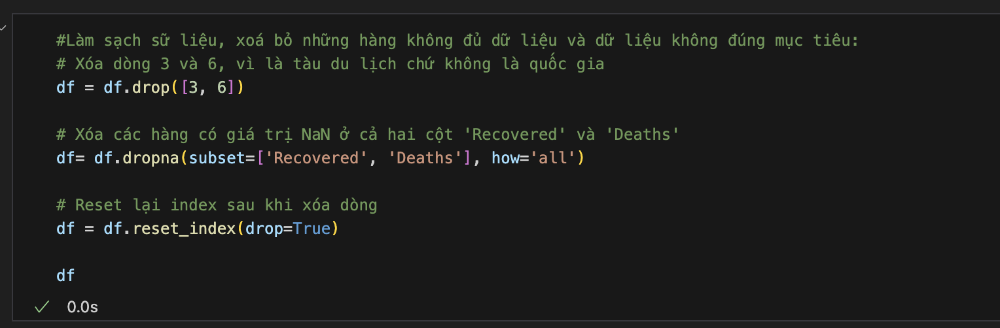 #Làm sạch sữ liệu, xoá bỏ những hàng không đủ dữ liệu và dữ liệu không đúng mục tiêu:
# Xóa dòng 3 và 6, vì là tàu du lịch chứ không là quốc gia
df = df.drop([3, 6])
# Xóa các hàng có giá trị NaN ở cả hai cột 'Recovered' và 'Deaths'
df= df.dropna(subset=['Recovered', 'Deaths'], how='all')
# Reset lại index sau khi xóa dòng
df = df.reset_index(drop=True)
df
0.0s